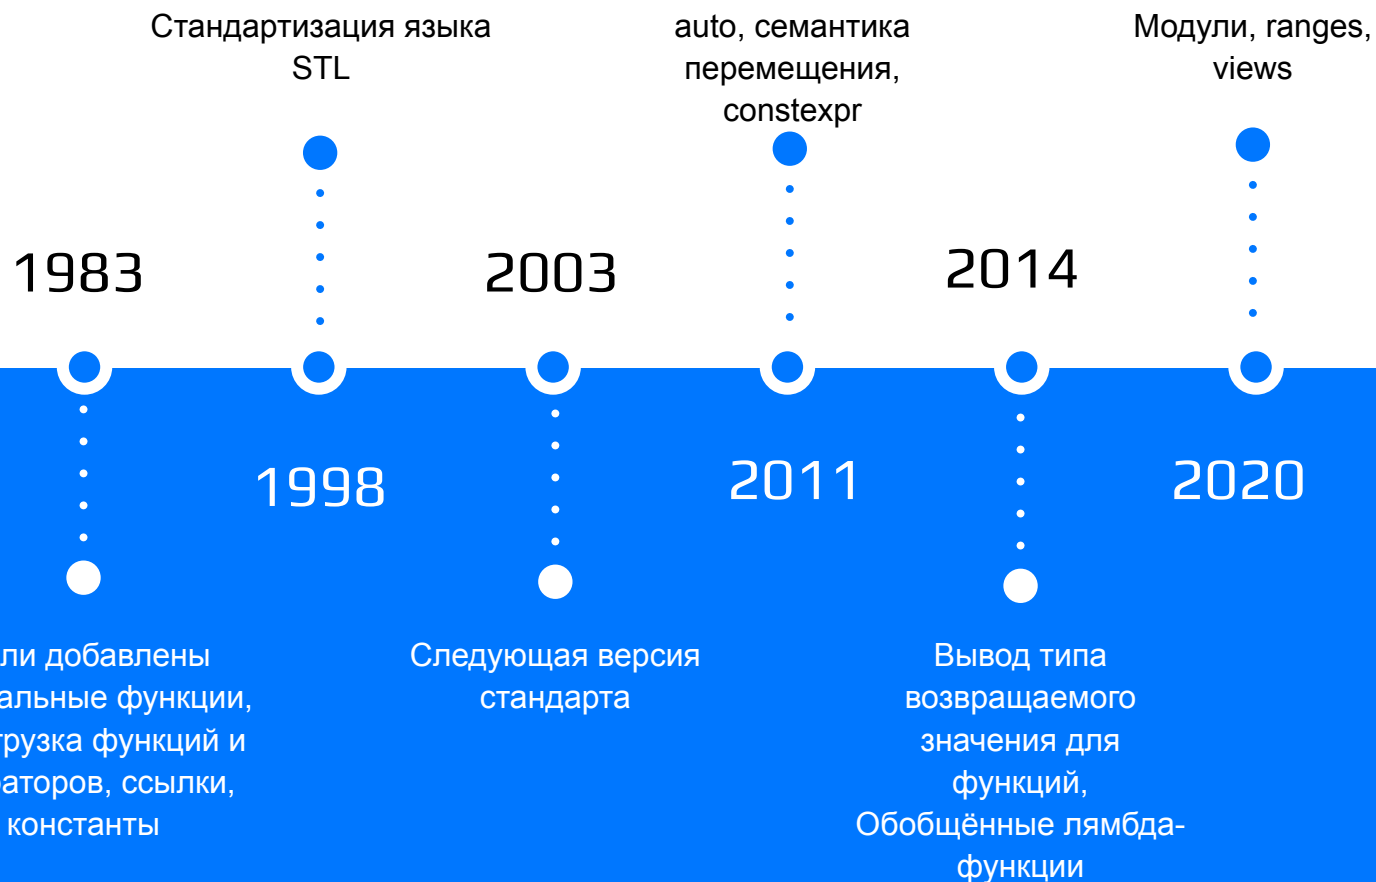 Стандартизация языка
STL
auto, семантика
перемещения,
constexpr
Модули, ranges,
views
1983
2003
2014
1998
2011
2020
ли добавлены
альные функции,
грузка функций и
аторов, ссылки,
константы
Следующая версия
стандарта
Вывод типа
возвращаемого
значения для
функций,
Обобщённые лямбда-
функции